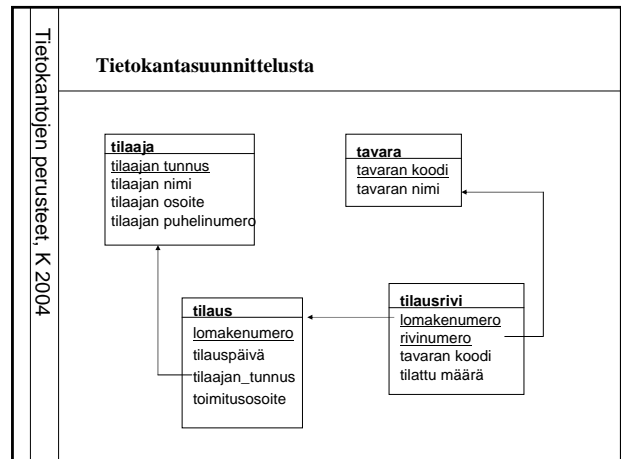 Tietokantojen perusteet, K 2004
Tietokantasuunnittelusta
tilaaja
tilaajan tunnus
tilaajan nimi
tilaajan osoite
tilaajan puhelinumero
tavara
tavaran koodi
tavaran nimi
tilaus
lomakenumero
tilauspäivä
tilaajan_tunnus
toimitusosoite
tilausrivi
lomakenumero
rivinumero
tavaran koodi
tilattu määrä